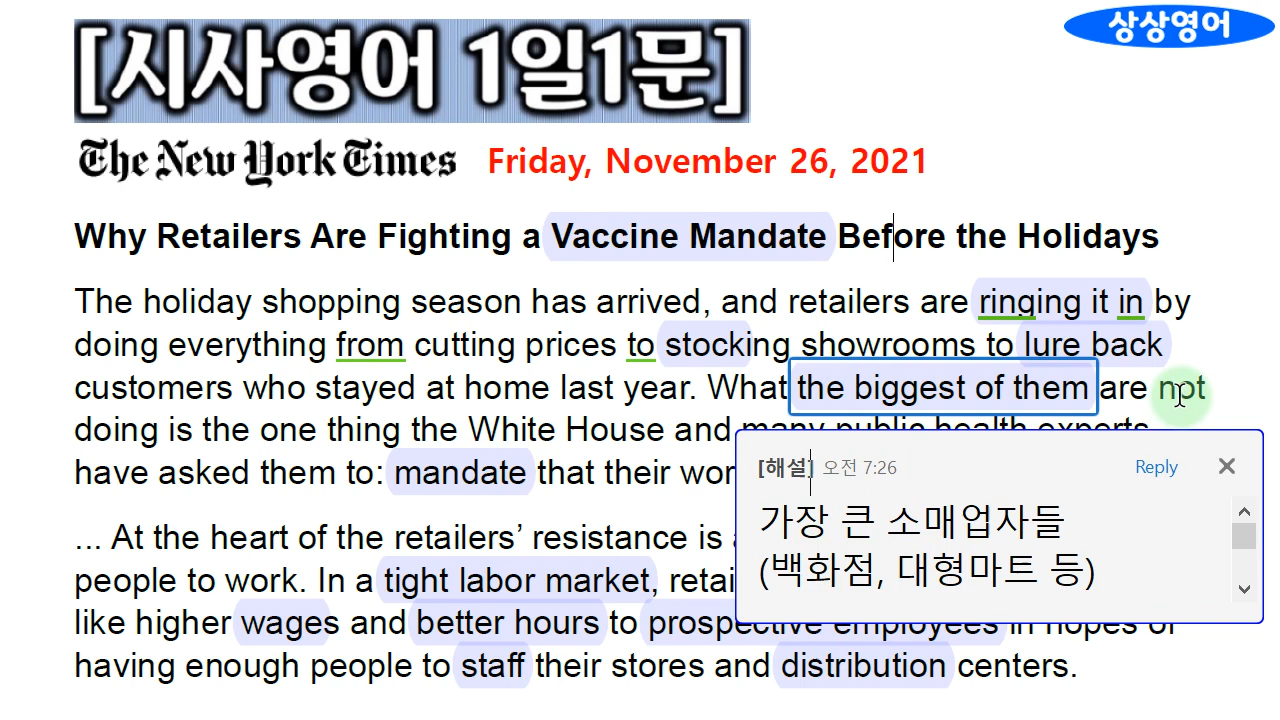 [시사영어 1일1문]
상상영어
The New York Times Friday, November 26, 2021
Why Retailers Are Fighting a Vaccine Mandate Before the Holidays
The holiday shopping season has arrived, and retailers are ringing it in by
doing everything from cutting prices to stocking showrooms to lure back
customers who stayed at home last year. What the biggest of them are not
doing is the one thing the White House and many public health experts
have asked them to: mandate that their wor
[해설] 오전 7:26 Reply
가장 큰 소매업자들
(백화점, 대형마트 등)
... At the heart of the retailers’ resistance is
people to work. In a tight labor market, retai
like higher wages and better hours to prospective employees in hopes of
having enough people to staff their stores and distribution centers.